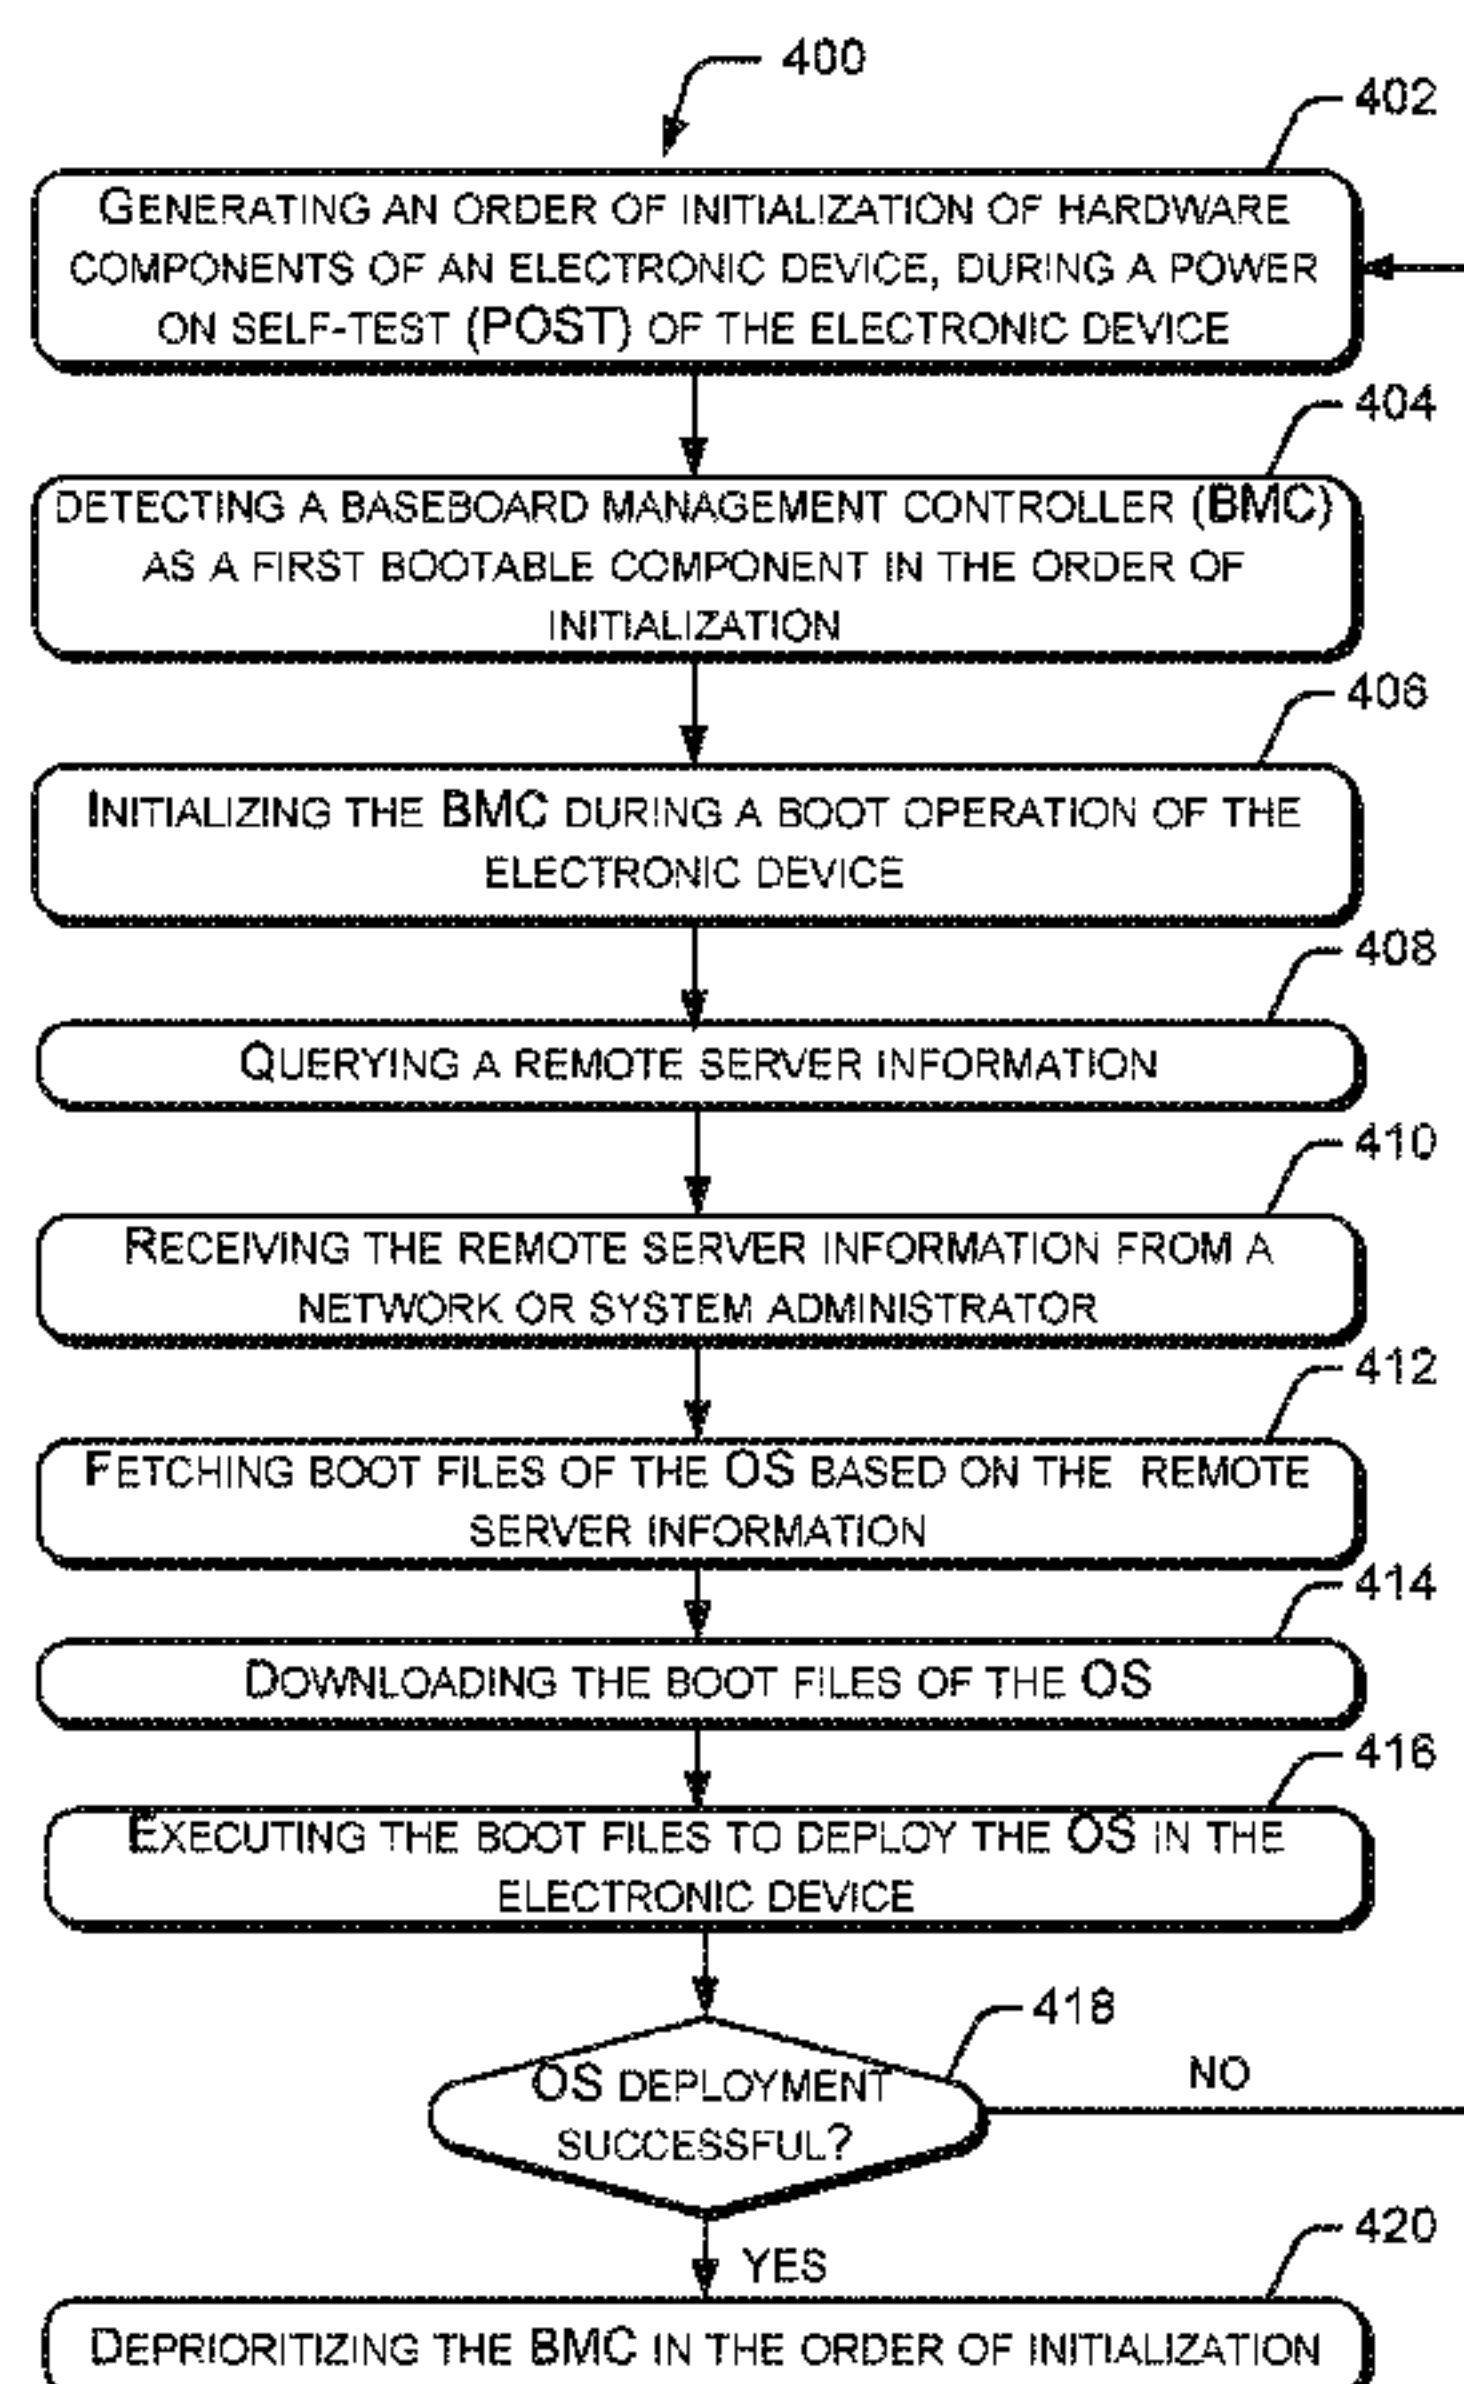 400
402
GENERATING AN ORDER OF INITIALIZATION OF HARDWARE
COMPONENTS OF AN ELECTRONIC DEVICE, DURING A POWER
ON SELF-TEST (POST) OF THE ELECTRONIC DEVICE
404
DETECTING A BASEBOARD MANAGEMENT CONTROLLER (BMC)
AS A FIRST BOOTABLE COMPONENT IN THE ORDER OF
INITIALIZATION
406
INITIALIZING THE BMC DURING A BOOT OPERATION OF THE
ELECTRONIC DEVICE
408
QUERYING A REMOTE SERVER INFORMATION
410
RECEIVING THE REMOTE SERVER INFORMATION FROM A
NETWORK OR SYSTEM ADMINISTRATOR
412
FETCHING BOOT FILES OF THE OS BASED ON THE REMOTE
SERVER INFORMATION
414
DOWNLOADING THE BOOT FILES OF THE OS
416
EXECUTING THE BOOT FILES TO DEPLOY THE OS IN THE
ELECTRONIC DEVICE
418
OS DEPLOYMENT
SUCCESSFUL?
NO
YES
420
DEPRIORITIZING THE BMC IN THE ORDER OF INITIALIZATION